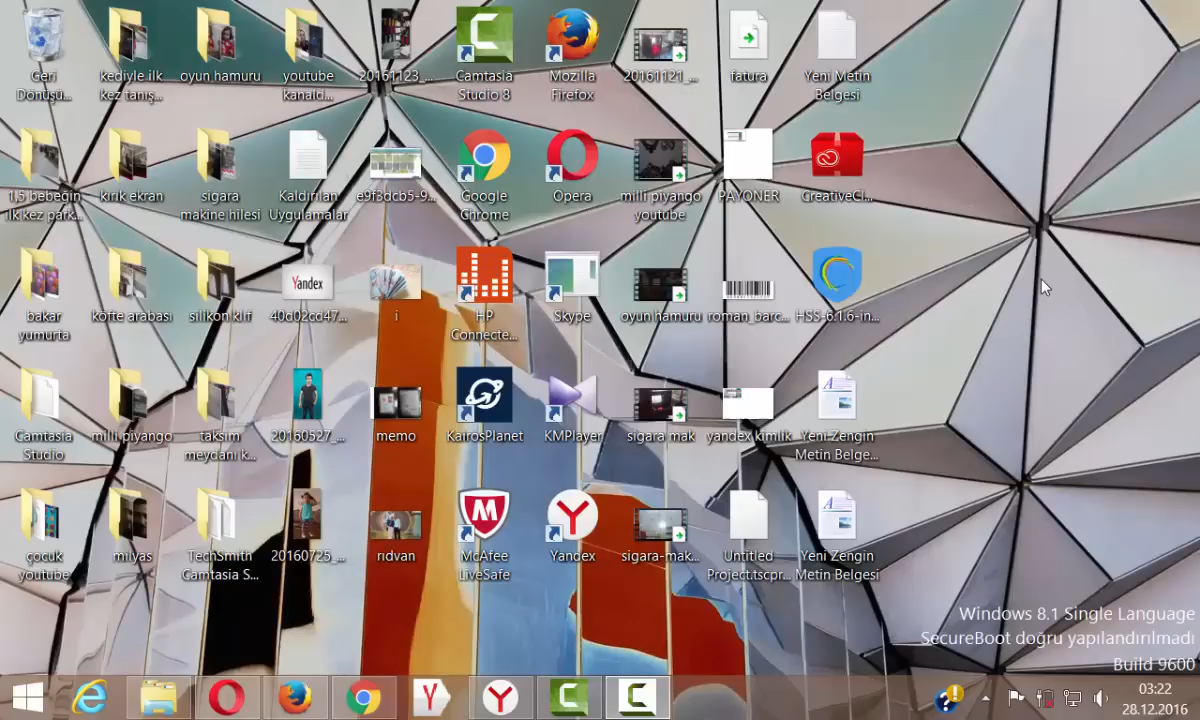 Geri
Dönüşü...
kediyle ilk
kez tanış...
oyun hamuru
youtube
kanald...
20161123_...
Camtasia
Studio 8
Mozilla
Firefox
20161121_...
fatura
Yeni Metin
Belgesi
1,5 bebeğin
ilk kez park...
kırık ekran
sigara
makine hilesi
Kaldırılan
Uygulamalar
e9f3dcb5-9...
Google
Chrome
Opera
milli piyango
youtube
PAYONER
CreativeCl...
bakar
yumurta
köfte arabası
silikon klıf
Yandex
40d02cd47...
i
HP
Connecte...
Skype
oyun hamuru
roman_barc...
HSS-6.1.6-in...
Camtasia
Studio
milli piyango
taksim
meydanı k...
20160527_...
memo
KairosPlanet
KMPlayer
sigara mak
yandex kimlik
Yeni Zengin
Metin Belge...
çocuk
youtube
milyas
TechSmith
Camtasia S...
20160725_...
rıdvan
McAfee
LiveSafe
Yandex
sigara-mak...
Untitled
Project.tscpr...
Yeni Zengin
Metin Belgesi
Windows 8.1 Single Language
SecureBoot doğru yapılandırılmadı
Build 9600
03:22
28.12.2016